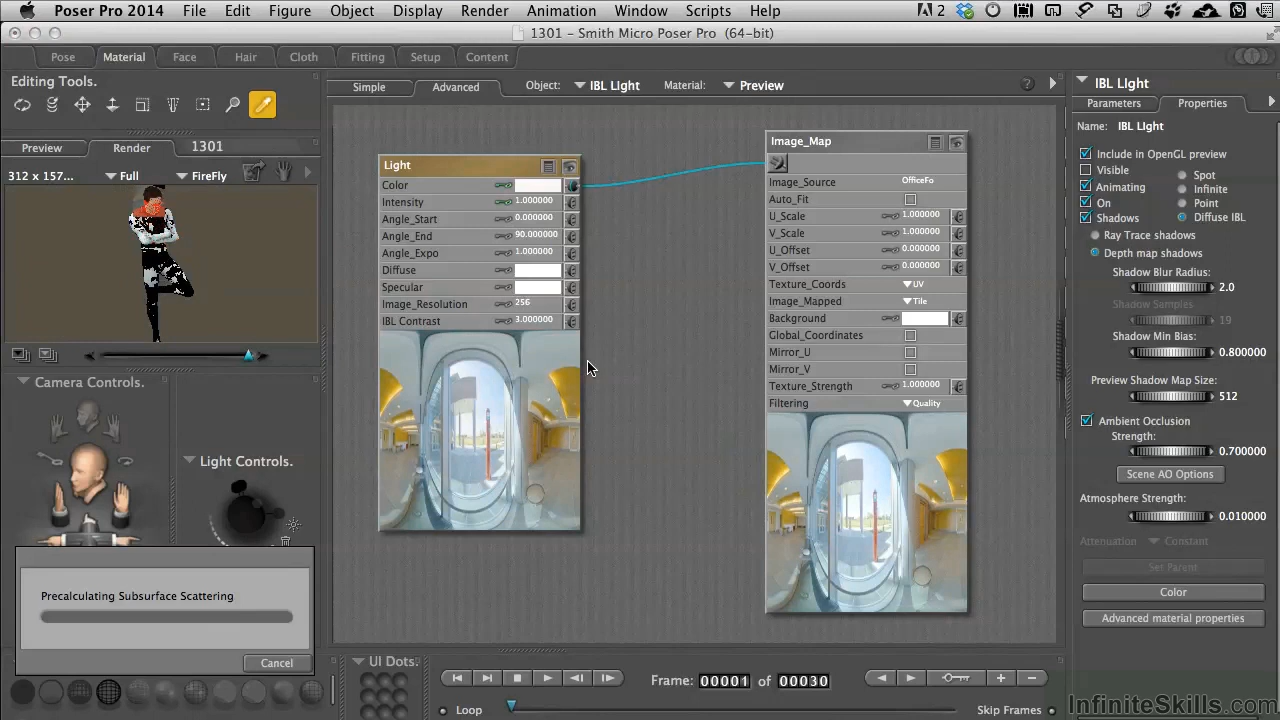 Poser Pro 2014 File Edit Figure Object Display Render Animation Window Scripts Help 2
1301 - Smith Micro Poser Pro (64-bit)
Pose Material Face Hair Cloth Fitting Setup Content
Editing Tools.
Simple Advanced Object: IBL Light Material: Preview ?
Preview Render 1301
312 x 157... Full FireFly
Camera Controls.
Light Controls.
Precalculating Subsurface Scattering
Cancel
Light
Color
Intensity 1.000000
Angle_Start 0.000000
Angle_End 90.000000
Angle_Expo 1.000000
Diffuse
Specular
Image_Resolution 256
IBL Contrast 3.000000
Image_Map
Image_Source OfficeFo
Auto_Fit
U_Scale 1.000000
V_Scale 1.000000
U_Offset 0.000000
V_Offset 0.000000
Texture_Coords UV
Image_Mapped Tile
Background
Global_Coordinates
Mirror_U
Mirror_V
Texture_Strength 1.000000
Filtering Quality
IBL Light
Parameters Properties
Name: IBL Light
Include in OpenGL preview
Visible Spot
Animating Infinite
On Point
Shadows Diffuse IBL
Ray Trace shadows
Depth map shadows
Shadow Blur Radius:
2.0
Shadow Samples
19
Shadow Min Bias:
0.800000
Preview Shadow Map Size:
512
Ambient Occlusion
Strength:
0.700000
Scene AO Options
Atmosphere Strength:
0.010000
Attenuation Constant
Set Parent
Color
Advanced material properties
UI Dots.
Frame: 00001 of 00030
Loop Skip Frames
InfiniteSkills.com